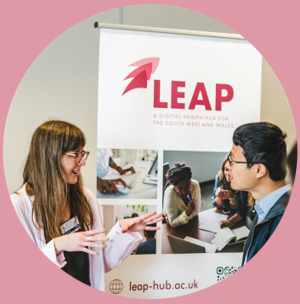 LEAP
A DIGITAL HEALTH HUB FOR
THE SOUTH WEST AND WALES
leap-hub.ac.uk